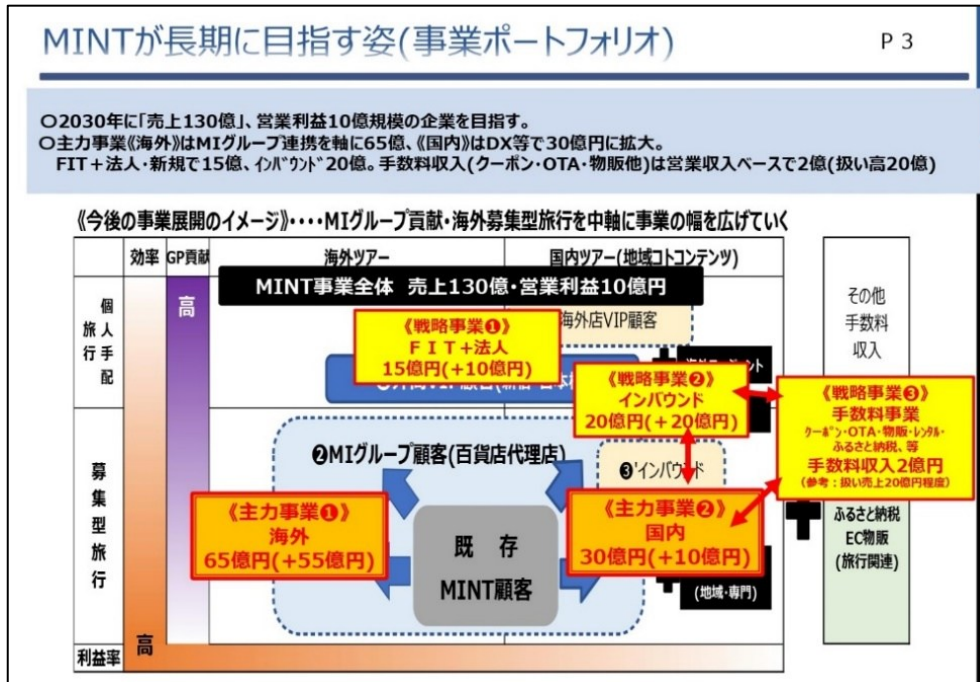 MINTが長期に目指す姿(事業ポートフォリオ)
P 3
〇2030年に「売上130億」、営業利益10億規模の企業を目指す。
〇主力事業《海外》はMIグループ連携を軸に65億、《国内》はDX等で30億円に拡大。
FIT+法人・新規で15億、インバウンド20億。手数料収入(クーポン・OTA・物販他)は営業収入ベースで2億(扱い高20億)
《今後の事業展開のイメージ》‥‥MIグループ貢献・海外募集型旅行を中軸に事業の幅を広げていく
効率
GP貢献
海外ツアー
国内ツアー(地域コトコンテンツ)
MINT事業全体 売上130億・営業利益10億円
個人旅行手配
高
海外店VIP顧客
その他
手数料
収入
《戦略事業❶》
FIT+法人
15億円(+10億円)
《戦略事業❷》
インバウンド
20億円(+20億円)
《戦略事業❸》
手数料事業
クーポン・OTA・物販・レンタル・
ふるさと納税、等
手数料収入2億円
(参考:扱い売上20億円程度)
募集型旅行
❷MIグループ顧客(百貨店代理店)
❸'インバウンド
《主力事業❶》
海外
65億円(+55億円)
既 存
MINT顧客
《主力事業❷》
国内
30億円(+10億円)
(地域・専門)
ふるさと納税
EC物販
(旅行関連)
利益率
高